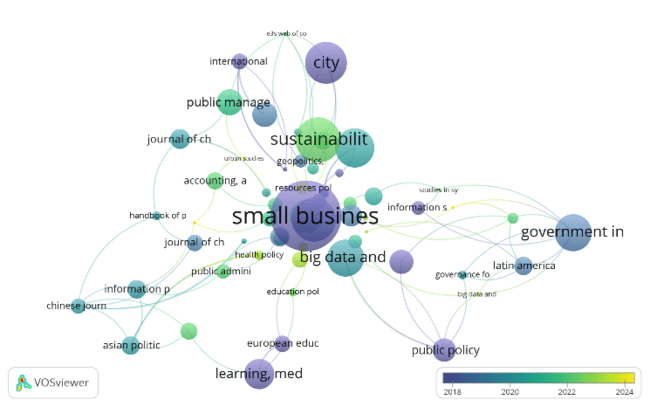 e3s web of co
international
city
public manage
journal of ch
sustainabilit
urban studies
geopolitics,
accounting, a
resources pol
studies in sy
handbook of p
small busines
information s
government in
journal of ch
health policy
big data and
public admini
latin america
governance fo
information p
education pol
big data and
chinese journ
asian politic
european educ
public policy
learning, med
VOSviewer
2018 2020 2022 2024